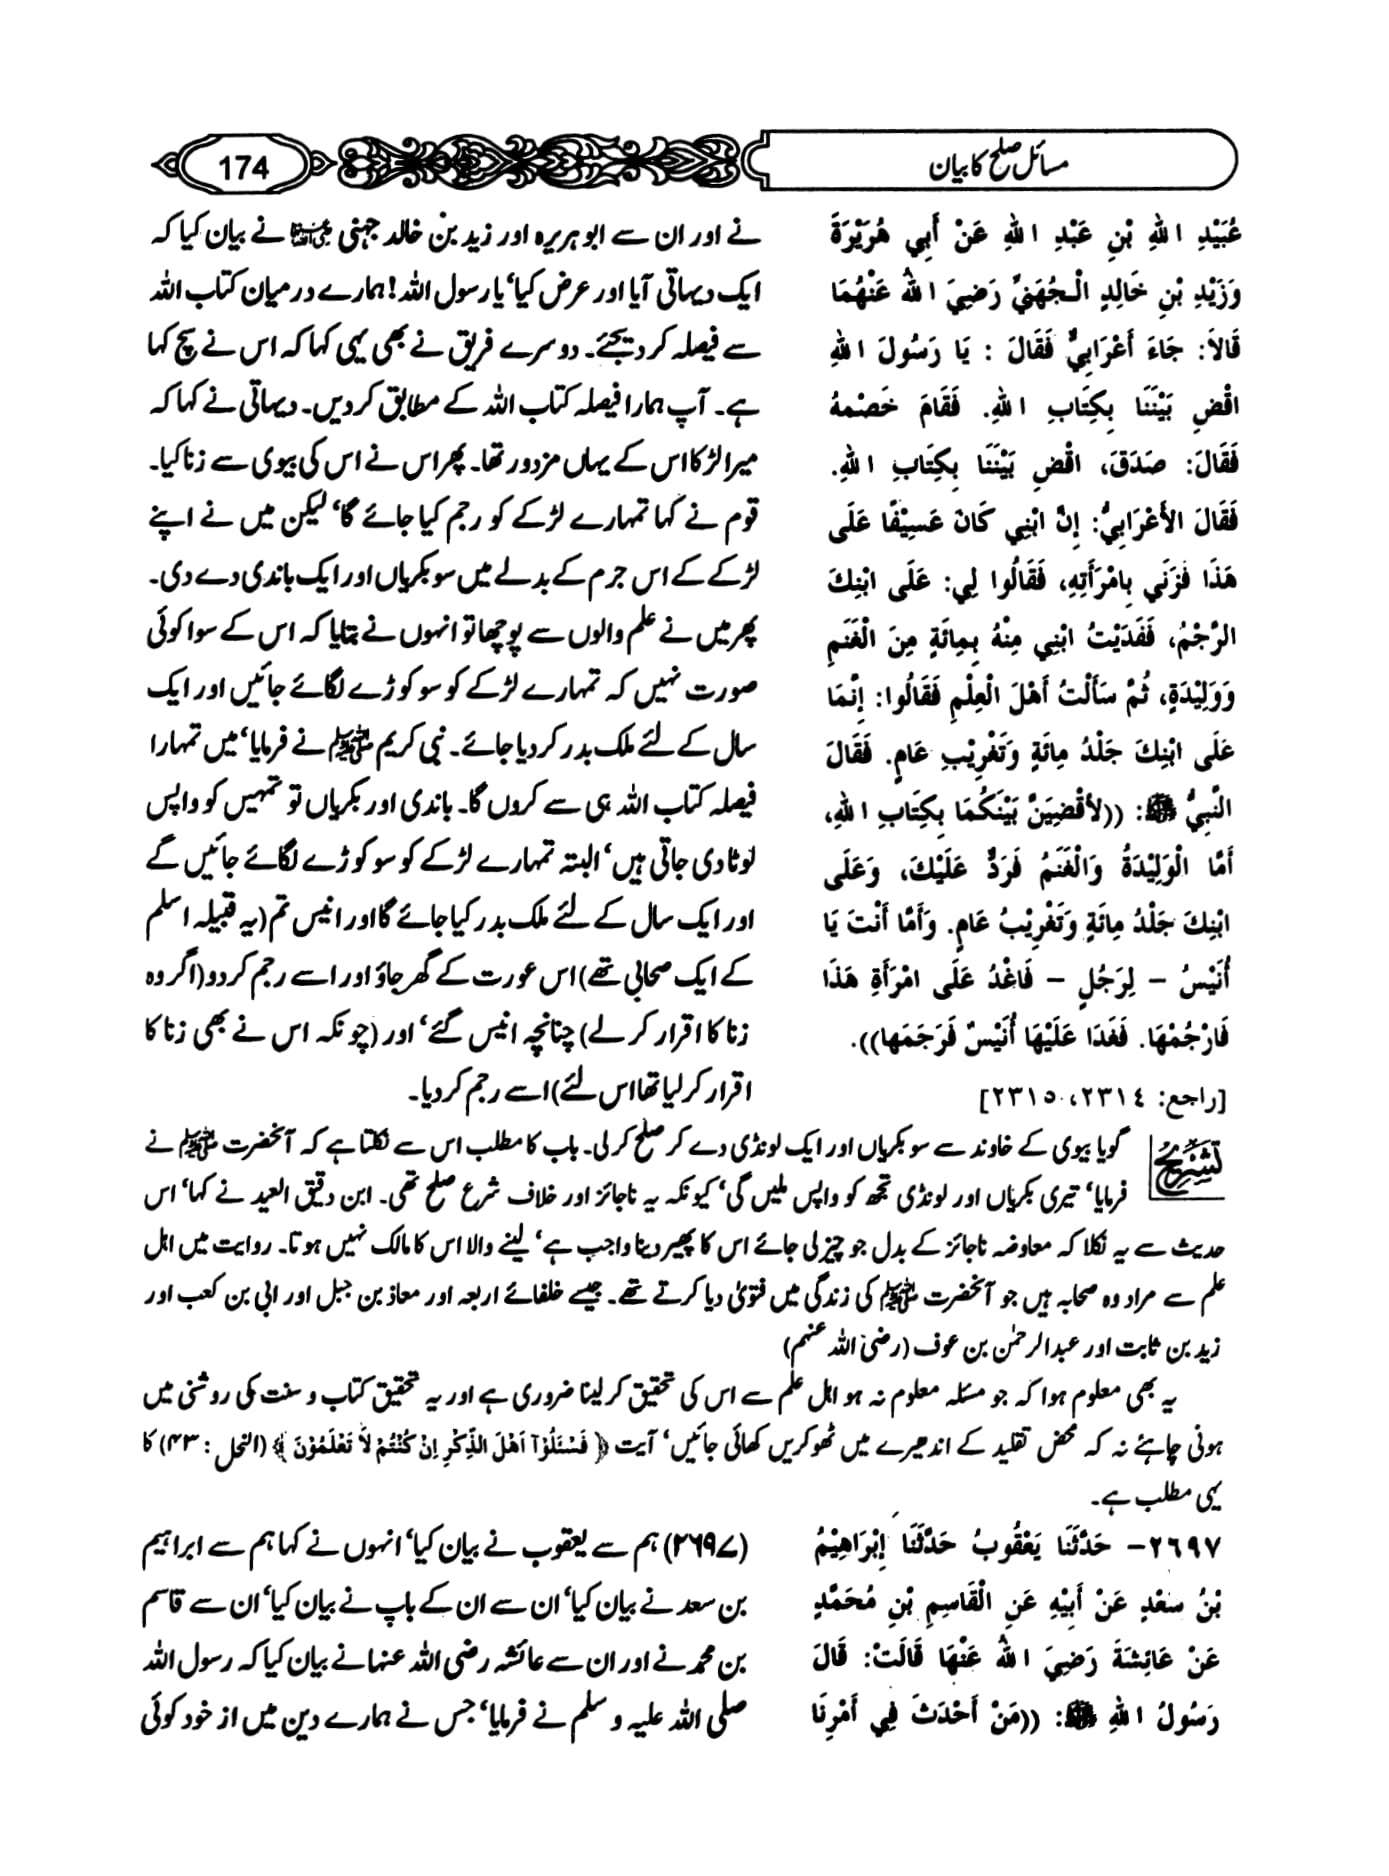 مسائل صلح کا بیان
174
عُبَيْدِ اللهِ بْنِ عَبْدِ اللهِ عَنْ أَبِي هُرَيْرَةَ
وَزَيْدِ بْنِ خَالِدٍ الْجُهَنِيِّ رَضِيَ اللهُ عَنْهُمَا
قَالاَ: جَاءَ أَعْرَابِيٌّ فَقَالَ : يَا رَسُولَ اللهِ
اقْضِ بَيْنَنَا بِكِتَابِ اللهِ. فَقَامَ خَصْمُهُ
فَقَالَ: صَدَقَ، اقْضِ بَيْنَنَا بِكِتَابِ اللهِ.
فَقَالَ الأَعْرَابِيُّ: إِنَّ ابْنِي كَانَ عَسِيْفًا عَلَى
هَذَا فَزَنَي بِامْرَأَتِهِ، فَقَالُوا لِي: عَلَى ابْنِكَ
الرَّجْمُ، فَفَدَيْتُ ابْنِي مِنْهُ بِمِائَةٍ مِنَ الْغَنَمِ
وَوَلِيْدَةٍ، ثُمَّ سَأَلْتُ أَهْلَ الْعِلْمِ فَقَالُوا: إِنَّمَا
عَلَى ابْنِكَ جَلْدُ مِائَةٍ وَتَغْرِيْبِ عَامٍ. فَقَالَ
النَّبِيُّ ﷺ: ((لأَقْضِيَنَّ بَيْنَكُمَا بِكِتَابِ اللهِ،
أَمَّا الْوَلِيْدَةُ وَالْغَنَمُ فَرَدٌّ عَلَيْكَ، وَعَلَى
ابْنِكَ جَلْدُ مِائَةٍ وَتَغْرِيْبُ عَامٍ. وَأَمَّا أَنْتَ يَا
أُنَيْسُ – لِرَجُلٍ – فَاغْدُ عَلَى امْرَأَةِ هَذَا
فَارْجُمْهَا. فَغَدَا عَلَيْهَا أُنَيْسٌ فَرَجَمَهَا)).
[راجع: ٢٣١٤، ٢٣١٥]
نے اور ان سے ابو ہریرہ اور زید بن خالد جہنی رضی اللہ عنہما نے بیان کیا کہ
ایک دیہاتی آیا اور عرض کیا‘ یا رسول اللہ! ہمارے درمیان کتاب اللہ
سے فیصلہ کر دیجئے۔ دوسرے فریق نے بھی یہی کہا کہ اس نے سچ کہا
ہے۔ آپ ہمارا فیصلہ کتاب اللہ کے مطابق کر دیں۔ دیہاتی نے کہا کہ
میرا لڑکا اس کے یہاں مزدور تھا۔ پھر اس نے اس کی بیوی سے زنا کیا۔
قوم نے کہا تمہارے لڑکے کو رجم کیا جائے گا‘ لیکن میں نے اپنے
لڑکے کے اس جرم کے بدلے میں سو بکریاں اور ایک باندی دے دی۔
پھر میں نے علم والوں سے پوچھا تو انہوں نے بتایا کہ اس کے سوا کوئی
صورت نہیں کہ تمہارے لڑکے کو سو کوڑے لگائے جائیں اور ایک
سال کے لئے ملک بدر کر دیا جائے۔ نبی کریم ﷺ نے فرمایا‘ میں تمہارا
فیصلہ کتاب اللہ ہی سے کروں گا۔ باندی اور بکریاں تو تمہیں کو واپس
لوٹا دی جاتی ہیں‘ البتہ تمہارے لڑکے کو سو کوڑے لگائے جائیں گے
اور ایک سال کے لئے ملک بدر کیا جائے گا اور انیس تم (یہ قبیلہ اسلم
کے ایک صحابی تھے) اس عورت کے گھر جاؤ اور اسے رجم کر دو (اگر وہ
زنا کا اقرار کر لے) چنانچہ انیس گئے‘ اور (چونکہ اس نے بھی زنا کا
اقرار کر لیا تھا اس لئے) اسے رجم کر دیا۔
تشریح
گویا بیوی کے خاوند سے سو بکریاں اور ایک لونڈی دے کر صلح کر لی۔ باب کا مطلب اس سے نکلتا ہے کہ آنحضرت ﷺ نے
فرمایا‘ تیری بکریاں اور لونڈی تجھ کو واپس ملیں گی‘ کیونکہ یہ ناجائز اور خلاف شرع صلح تھی۔ ابن دقیق العید نے کہا‘ اس
حدیث سے یہ نکلا کہ معاوضہ ناجائز کے بدل جو چیز لی جائے اس کا پھیر دینا واجب ہے‘ لینے والا اس کا مالک نہیں ہوتا۔ روایت میں اہل
علم سے مراد وہ صحابہ ہیں جو آنحضرت ﷺ کی زندگی میں فتویٰ دیا کرتے تھے۔ جیسے خلفائے اربعہ اور معاذ بن جبل اور ابی بن کعب اور
زید بن ثابت اور عبدالرحمٰن بن عوف (رضی اللہ عنہم)
یہ بھی معلوم ہوا کہ جو مسئلہ معلوم نہ ہو اہل علم سے اس کی تحقیق کر لینا ضروری ہے اور یہ تحقیق کتاب و سنت کی روشنی میں
ہونی چاہئے نہ کہ محض تقلید کے اندھیرے میں ٹھوکریں کھائی جائیں‘ آیت ﴿ فَسْئَلُوْآ اَهْلَ الذِّكْرِ اِنْ كُنْتُمْ لاَ تَعْلَمُوْنَ ﴾ (النحل : ۴۳) کا
یہی مطلب ہے۔
٢٦٩٧– حَدَّثَنَا يَعْقُوبُ حَدَّثَنَا إِبْرَاهِيْمُ
بْنُ سَعْدٍ عَنْ أَبِيْهِ عَنِ الْقَاسِمِ بْنِ مُحَمَّدٍ
عَنْ عَائِشَةَ رَضِيَ اللهُ عَنْهَا قَالَتْ: قَالَ
رَسُولُ اللهِ ﷺ: ((مَنْ أَحْدَثَ فِي أَمْرِنَا
(۲۶۹۷) ہم سے یعقوب نے بیان کیا‘ انہوں نے کہا ہم سے ابراہیم
بن سعد نے بیان کیا‘ ان سے ان کے باپ نے بیان کیا‘ ان سے قاسم
بن محمد نے اور ان سے عائشہ رضی اللہ عنہا نے بیان کیا کہ رسول اللہ
صلی اللہ علیہ و سلم نے فرمایا‘ جس نے ہمارے دین میں از خود کوئی